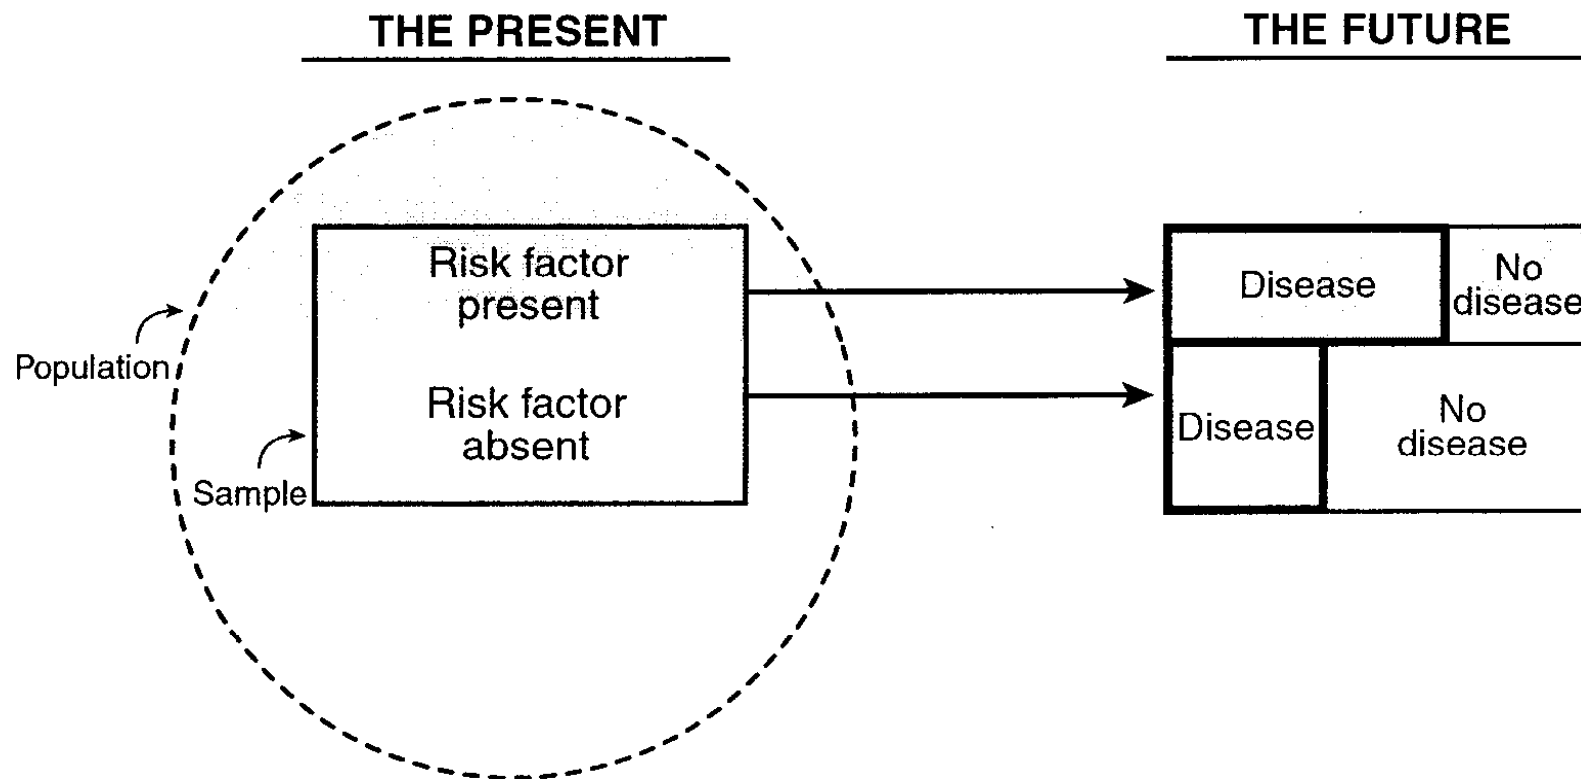 THE PRESENT
THE FUTURE
Risk factor
present
Risk factor
absent
Population
Sample
Disease
No
disease
Disease
No
disease